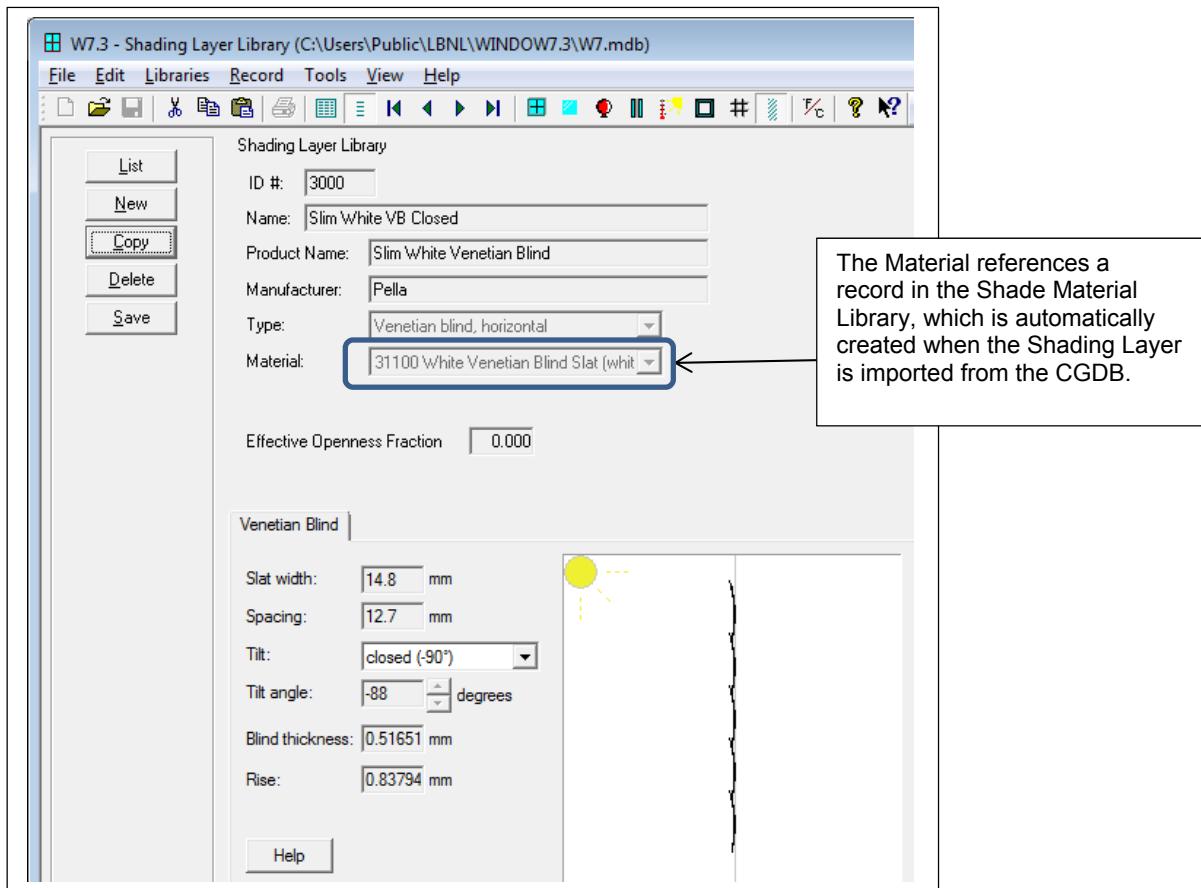 W7.3 - Shading Layer Library (C:\Users\Public\LBNL\WINDOW7.3\W7.mdb)
File Edit Libraries Record Tools View Help
List
New
Copy
Delete
Save
Shading Layer Library
ID #: 3000
Name: Slim White VB Closed
Product Name: Slim White Venetian Blind
Manufacturer: Pella
Type: Venetian blind, horizontal
Material: 31100 White Venetian Blind Slat (whit
Effective Openness Fraction 0.000
The Material references a
record in the Shade Material
Library, which is automatically
created when the Shading Layer
is imported from the CGDB.
Venetian Blind
Slat width: 14.8 mm
Spacing: 12.7 mm
Tilt: closed (-90°)
Tilt angle: -88 degrees
Blind thickness: 0.51651 mm
Rise: 0.83794 mm
Help